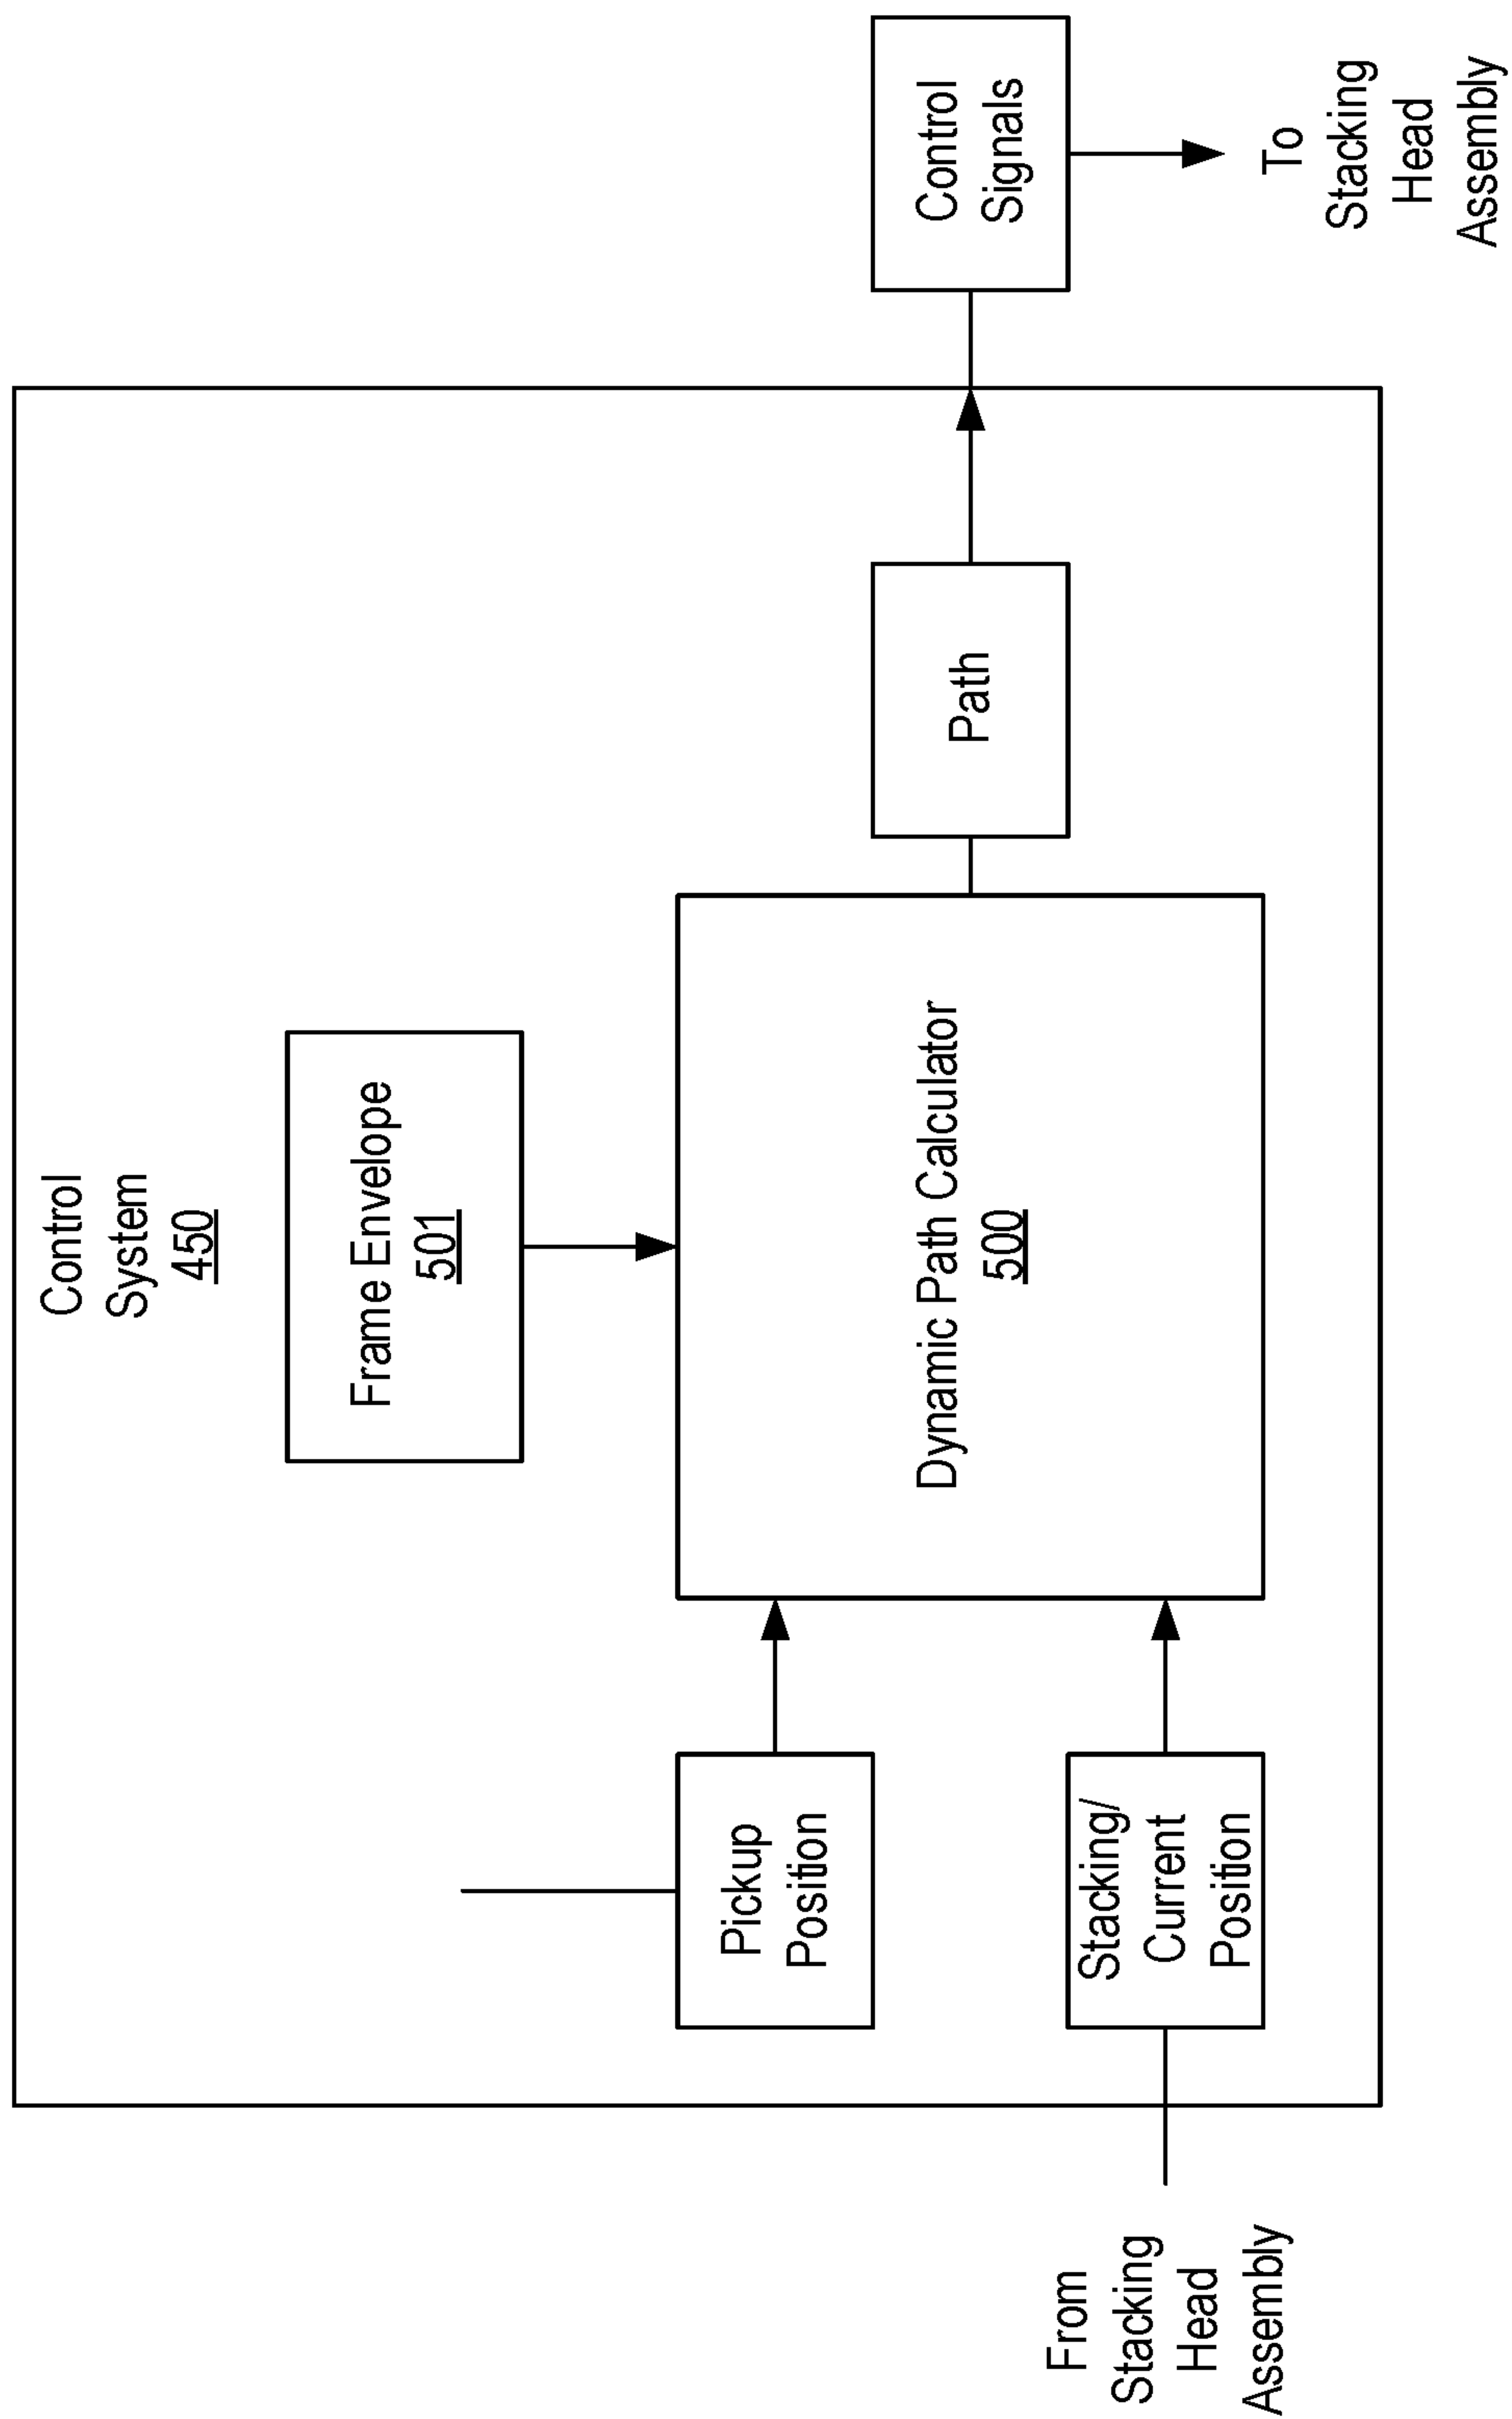 Control
System
450
Frame Envelope
501
Pickup
Position
Dynamic Path Calculator
500
Path
Control
Signals
Stacking/
Current
Position
From
Stacking
Head
Assembly
To
Stacking
Head
Assembly